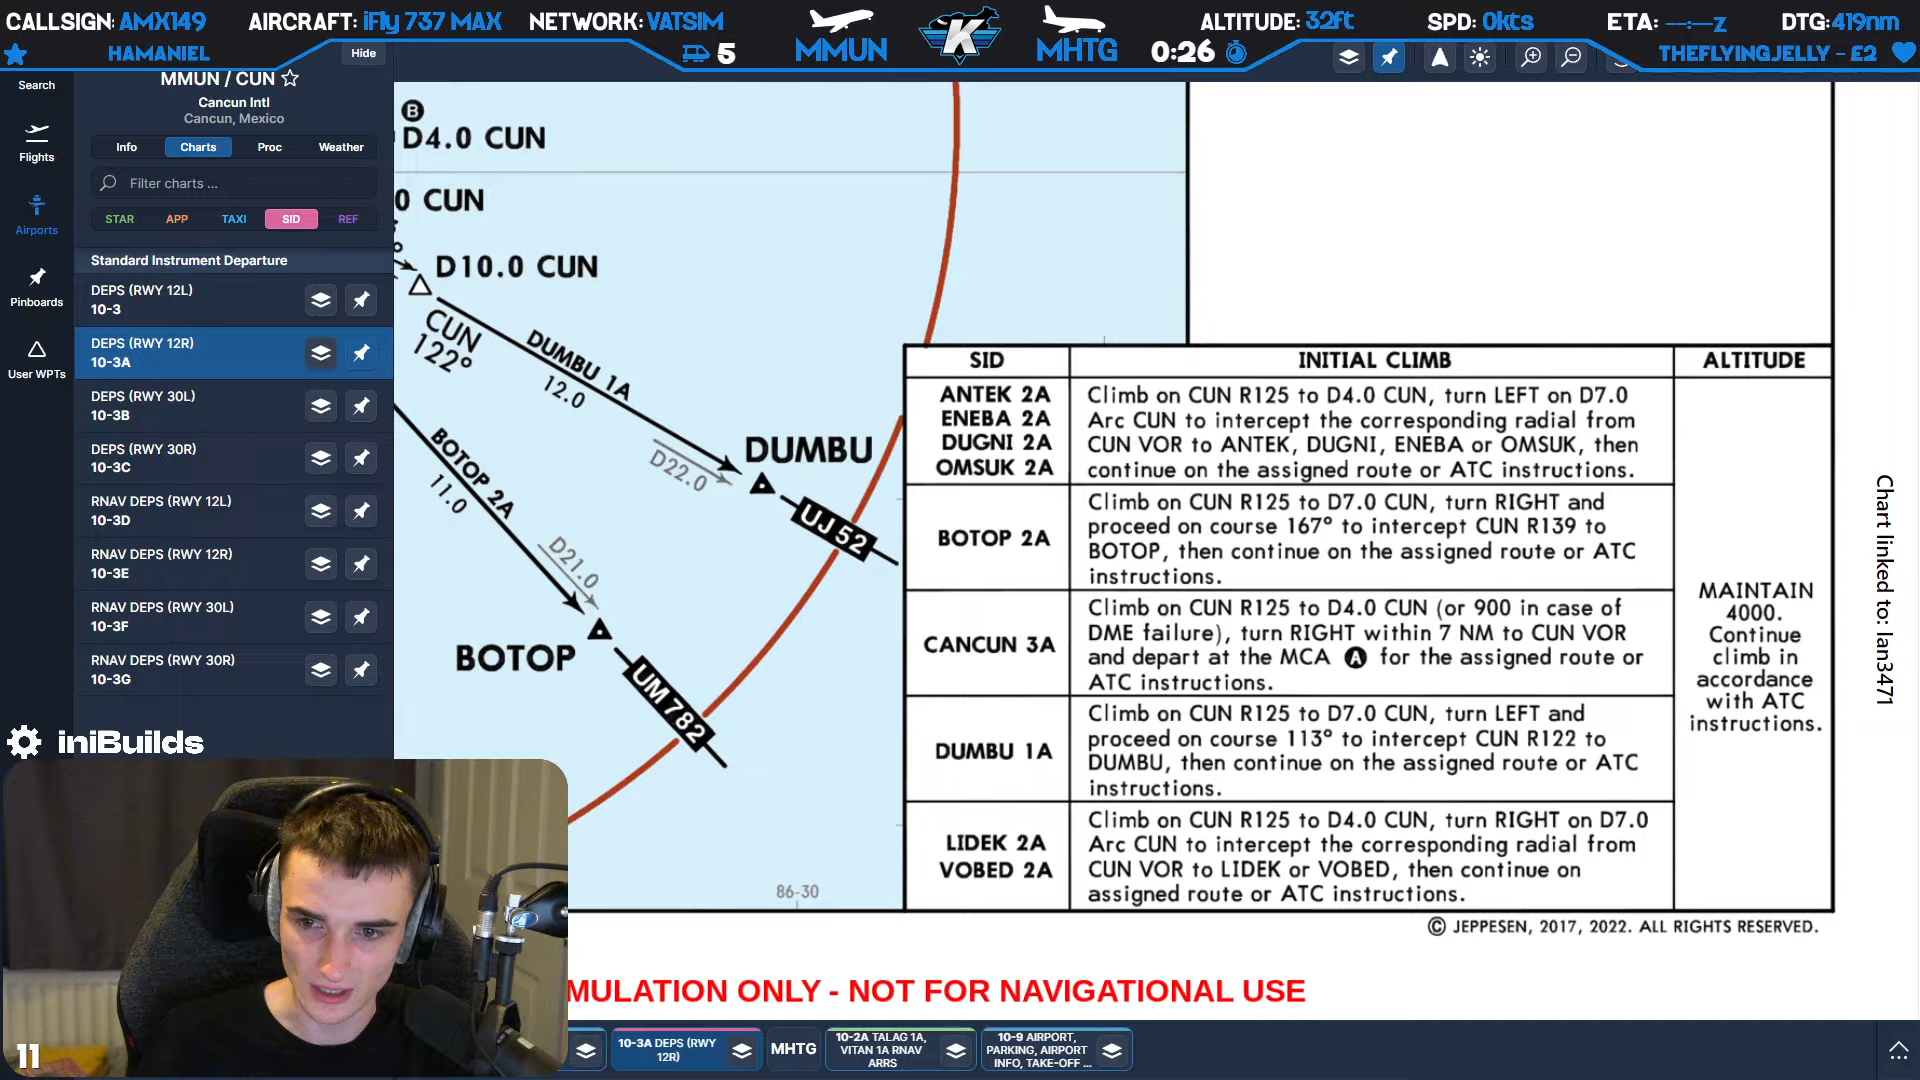 CALLSIGN: AMX149
AIRCRAFT: iFly 737 MAX
NETWORK: VATSIM
ALTITUDE: 32ft
SPD: 0kts
ETA: --:--Z
DTG:419nm
HAMANIEL
5
MMUN
K
MHTG
0:26
THEFLYINGJELLY - £2
Hide
Search
Flights
Airports
Pinboards
User WPTs
MMUN / CUN
Cancun Intl
Cancun, Mexico
Info
Charts
Proc
Weather
Filter charts ...
STAR
APP
TAXI
SID
REF
Standard Instrument Departure
DEPS (RWY 12L)
10-3
DEPS (RWY 12R)
10-3A
DEPS (RWY 30L)
10-3B
DEPS (RWY 30R)
10-3C
RNAV DEPS (RWY 12L)
10-3D
RNAV DEPS (RWY 12R)
10-3E
RNAV DEPS (RWY 30L)
10-3F
RNAV DEPS (RWY 30R)
10-3G
iniBuilds
11
B
D4.0 CUN
0 CUN
D10.0 CUN
CUN
122°
DUMBU 1A
12.0
D22.0
DUMBU
UJ 52
BOTOP 2A
11.0
D21.0
BOTOP
UM 782
86-30
SID
INITIAL CLIMB
ALTITUDE
ANTEK 2A
ENEBA 2A
DUGNI 2A
OMSUK 2A
Climb on CUN R125 to D4.0 CUN, turn LEFT on D7.0
Arc CUN to intercept the corresponding radial from
CUN VOR to ANTEK, DUGNI, ENEBA or OMSUK, then
continue on the assigned route or ATC instructions.
BOTOP 2A
Climb on CUN R125 to D7.0 CUN, turn RIGHT and
proceed on course 167° to intercept CUN R139 to
BOTOP, then continue on the assigned route or ATC
instructions.
CANCUN 3A
Climb on CUN R125 to D4.0 CUN (or 900 in case of
DME failure), turn RIGHT within 7 NM to CUN VOR
and depart at the MCA A for the assigned route or
ATC instructions.
DUMBU 1A
Climb on CUN R125 to D7.0 CUN, turn LEFT and
proceed on course 113° to intercept CUN R122 to
DUMBU, then continue on the assigned route or ATC
instructions.
LIDEK 2A
VOBED 2A
Climb on CUN R125 to D4.0 CUN, turn RIGHT on D7.0
Arc CUN to intercept the corresponding radial from
CUN VOR to LIDEK or VOBED, then continue on
assigned route or ATC instructions.
MAINTAIN
4000.
Continue
climb in
accordance
with ATC
instructions.
Chart linked to: Ian3471
© JEPPESEN, 2017, 2022. ALL RIGHTS RESERVED.
MULATION ONLY - NOT FOR NAVIGATIONAL USE
10-3A DEPS (RWY
12R)
MHTG
10-2A TALAG 1A,
VITAN 1A RNAV
ARRS
10-9 AIRPORT,
PARKING, AIRPORT
INFO, TAKE-OFF ...